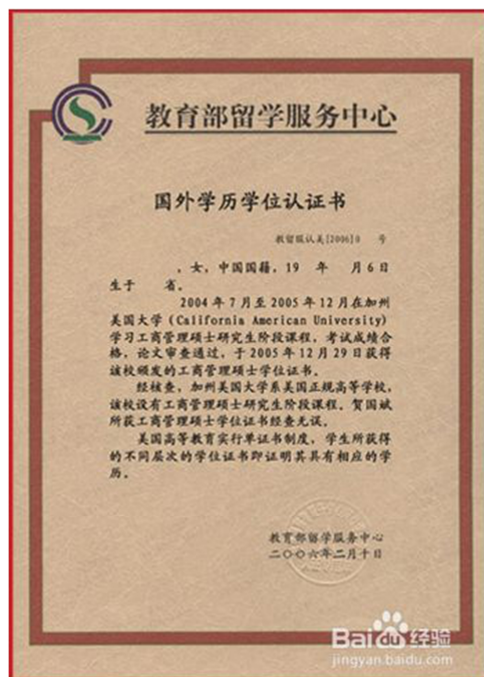 教育部留学服务中心
国外学历学位认证书
教留服认美[2006]0 号
，女，中国国籍，19 年 月6日
生于 省。
2004年7月至2005年12月在加州
美国大学（California American University）
学习工商管理硕士研究生阶段课程，考试成绩合
格，论文审查通过，于2005年12月29日获得
该校颁发的工商管理硕士学位证书。
经核查，加州美国大学系美国正规高等学校，
该校设有工商管理硕士研究生阶段课程。贺国斌
所获工商管理硕士学位证书经查无误。
美国高等教育实行单证书制度，学生所获得
的不同层次的学位证书即证明其具有相应的学
历。
教育部留学服务中心
二〇〇六年二月十日
Baidu 经验
jingyan.baidu.com